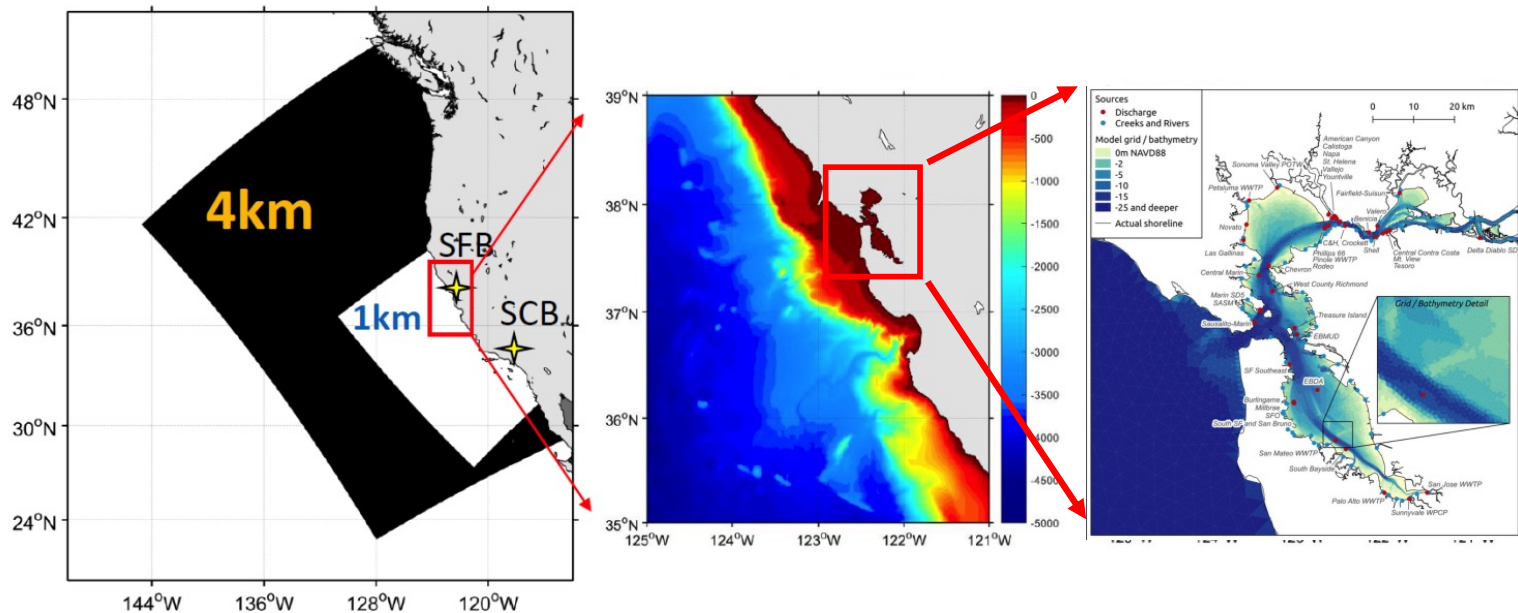 48°N
42°N
36°N
30°N
24°N
144°W
136°W
128°W
120°W
4km
1km
SFB
SCB
39°N
38°N
37°N
36°N
35°N
125°W
124°W
123°W
122°W
121°W
0
-500
-1000
-1500
-2000
-2500
-3000
-3500
-4000
-4500
-5000
Sources
Discharge
Creeks and Rivers
Model grid / bathymetry
0m NAVD88
-2
-5
-10
-15
-25 and deeper
Actual shoreline
0 10 20 km
American Canyon
Calistoga
Napa
St. Helena
Vallejo
Yountville
Sonoma Valley POTW
Petaluma WWTP
Fairfield-Suisun
Novato
Valero
Benicia
Las Gallinas
C&H, Crockett
Shell
Delta Diablo SD
Phillips 66
Pinole WWTP
Rodeo
Central Contra Costa
Mt. View
Tesoro
Central Marin
Chevron
West County Richmond
Marin SD5
SASM
Grid / Bathymetry Detail
Treasure Island
Sausalito-Marin
EBMUD
SF Southeast
EBDA
Burlingame
Millbrae
SFO
South SF and San Bruno
San Mateo WWTP
South Bayside
San Jose WWTP
Palo Alto WWTP
Sunnyvale WPCP